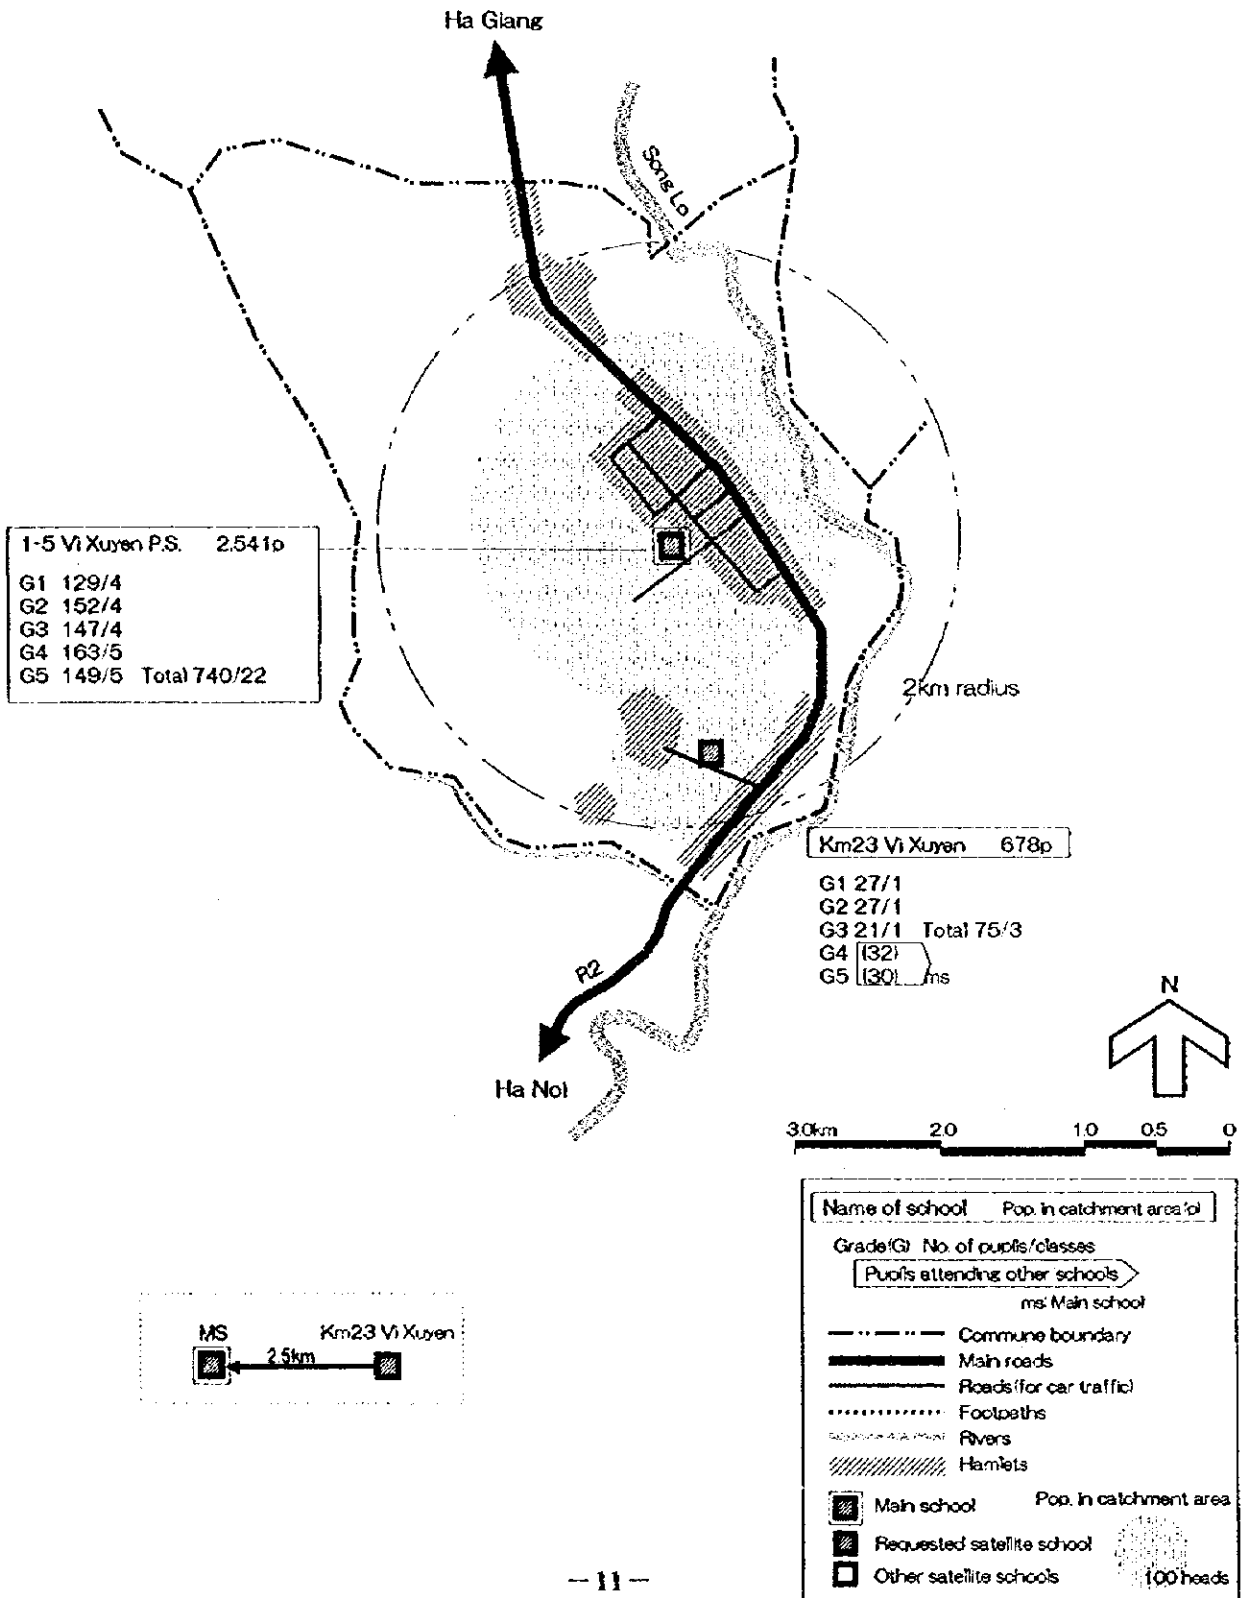 Ha Giang
Song Lo
1-5 Vi Xuyen P.S. 2.541p
G1 129/4
G2 152/4
G3 147/4
G4 163/5
G5 149/5 Total 740/22
2km radius
Km23 Vi Xuyen 678p
G1 27/1
G2 27/1
G3 21/1 Total 75/3
G4 (32)
G5 (30) ms
R2
Ha Noi
N
3.0km 2.0 1.0 0.5 0
Name of school Pop. in catchment area(p)
Grade(G) No. of pupils/classes
Pupils attending other schools
ms: Main school
Commune boundary
Main roads
Roads(for car traffic)
Footpaths
Rivers
Hamlets
Main school Pop. in catchment area
Requested satellite school
Other satellite schools 100 heads
MS Km23 Vi Xuyen
2.5km
-11-